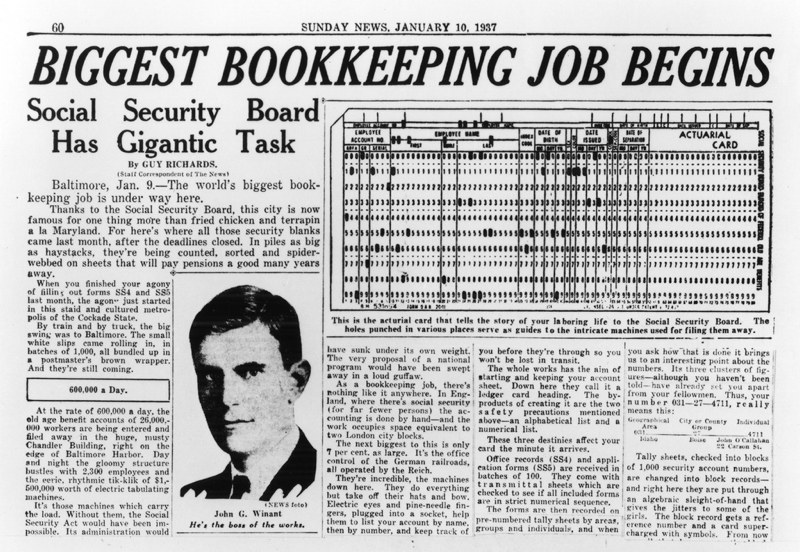 60
SUNDAY NEWS, JANUARY 10, 1937
BIGGEST BOOKKEEPING JOB BEGINS
Social Security Board
Has Gigantic Task
By GUY RICHARDS.
(Staff Correspondent of The News)
Baltimore, Jan. 9.—The world's biggest book-
keeping job is under way here.
Thanks to the Social Security Board, this city is now
famous for one thing more than fried chicken and terrapin
a la Maryland. For here's where all those security blanks
came last month, after the deadlines closed. In piles as big
as haystacks, they're being counted, sorted and spider-
webbed on sheets that will pay pensions a good many years
away.
When you finished your agony
of filling out forms SS4 and SS5
last month, the agony just started
in this staid and cultured metro-
polis of the Cockade State.
By train and by truck, the big
swing was to Baltimore. The small
white slips came rolling in, in
batches of 1,000, all bundled up in
a postmaster's brown wrapper.
And they're still coming.
600,000 a Day.
At the rate of 600,000 a day, the
old age benefit accounts of 26,000,-
000 workers are being entered and
filed away in the huge, musty
Chandler Building, right on the
edge of Baltimore Harbor. Day
and night the gloomy structure
bustles with 2,300 employees and
the eerie, rhythmic tik-klik of $1,-
500,000 worth of electric tabulating
machines.
It's those machines which carry
the load. Without them, the Social
Security Act would have been im-
possible. Its administration would
(NEWS foto)
John G. Winant
He's the boss of the works.
EMPLOYEE
ACCOUNT NO.
AREA GR. SERIAL
EMPLOYEE NAME
FIRST
LAST
DATE OF
BIRTH
DATE
ISSUED
DATE OF
SEPARATION
ACTUARIAL
CARD
This is the acturial card that tells the story of your laboring life to the Social Security Board. The
holes punched in various places serve as guides to the intricate machines used for filing them away.
have sunk under its own weight.
The very proposal of a national
program would have been swept
away in a loud guffaw.
As a bookkeeping job, there's
nothing like it anywhere. In Eng-
land, where there's social security
(for far fewer persons) the ac-
counting is done by hand—and the
work occupies space equivalent to
two London city blocks.
The next biggest to this is only
7 per cent. as large. It's the office
control of the German railroads,
all operated by the Reich.
They're incredible, the machines
down here. They do everything
but take off their hats and bow.
Electric eyes and pine-needle fin-
gers, plugged into a socket, help
them to list your account by name,
then by number, and keep track of
you before they're through so you
won't be lost in transit.
The whole works has the aim of
starting and keeping your account
sheet. Down here they call it a
ledger card heading. The by-
products of creating it are the two
safety precautions mentioned
above—an alphabetical list and a
numerical list.
These three destinies affect your
card the minute it arrives.
Office records (SS4) and applica-
tion forms (SS5) are received in
batches of 100. They come with
transmittal sheets which are
checked to see if all included forms
are in strict numerical sequence.
The forms are then recorded on
pre-numbered tally sheets by areas,
groups and individuals, and when
you ask how that is done it brings
us to an interesting point about the
numbers. Its three clusters of fig-
ures—although you haven't been
told—have already set you apart
from your fellowmen. Thus, your
number 031—27—4711, really
means this:
Geographical City or County Individual
Area Group
031— 27— 4711
Idaho Boise John O'Callahan
22 Carson St.
Tally sheets, checked into blocks
of 1,000 security account numbers,
are changed into block records—
and right here they are put through
an algebraic sleight-of-hand that
gives the jitters to some of the
girls. The block record gets a re-
ference number and a card super-
charged with symbols. From now